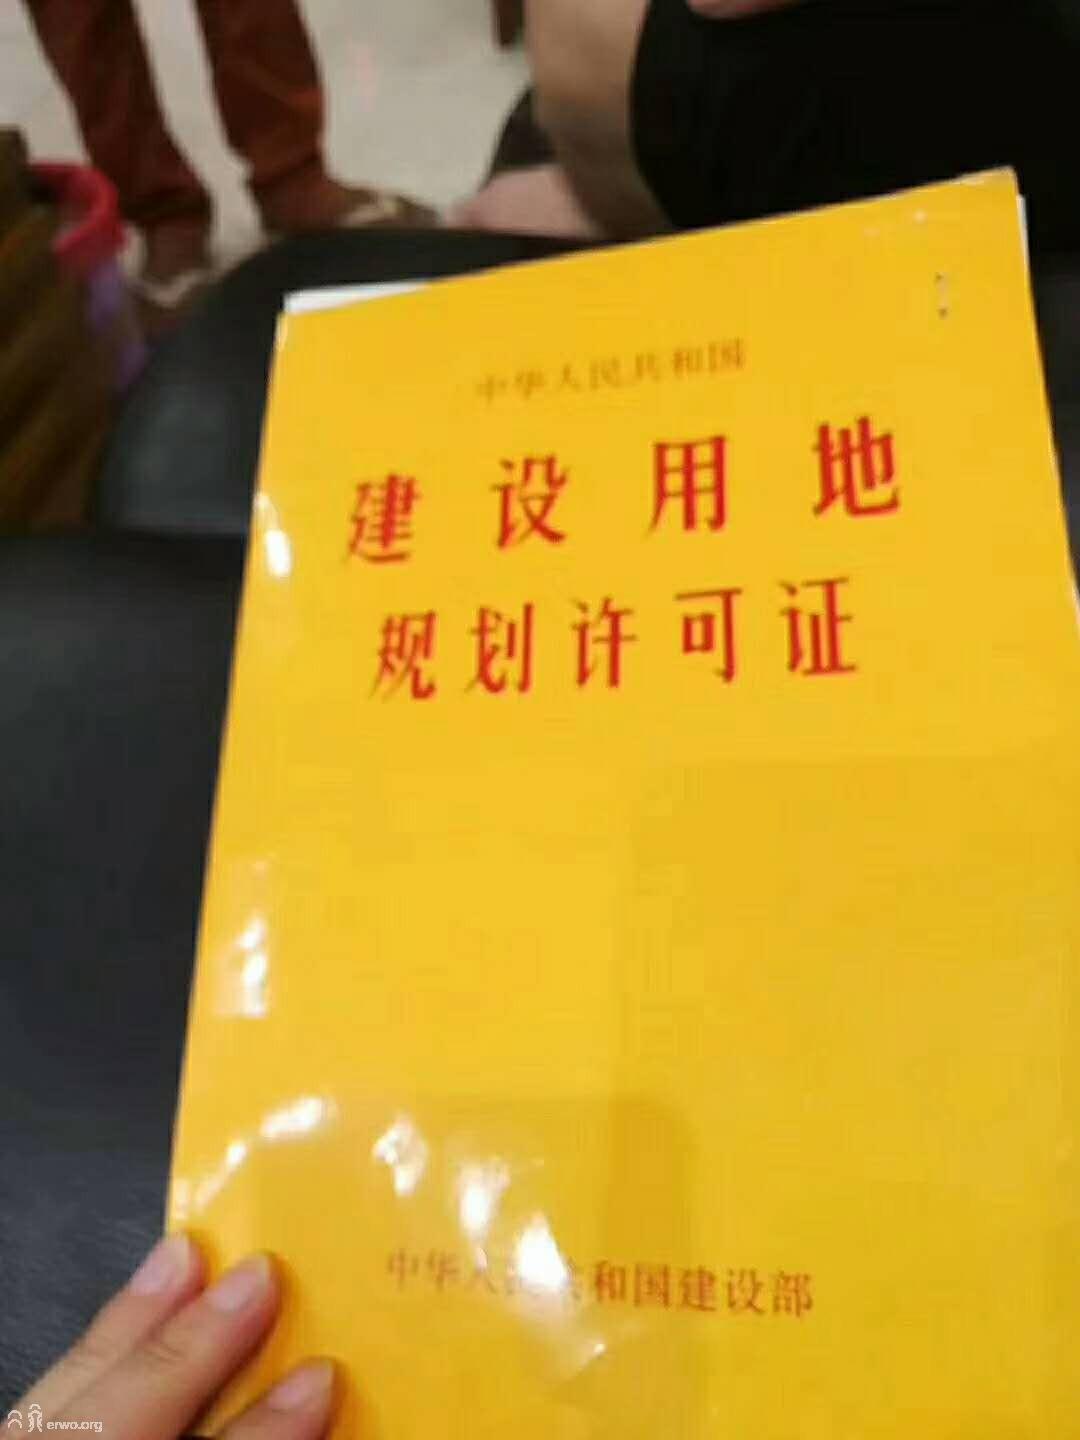 中华人民共和国
建设用地
规划许可证
中华人民共和国建设部
erwo.org